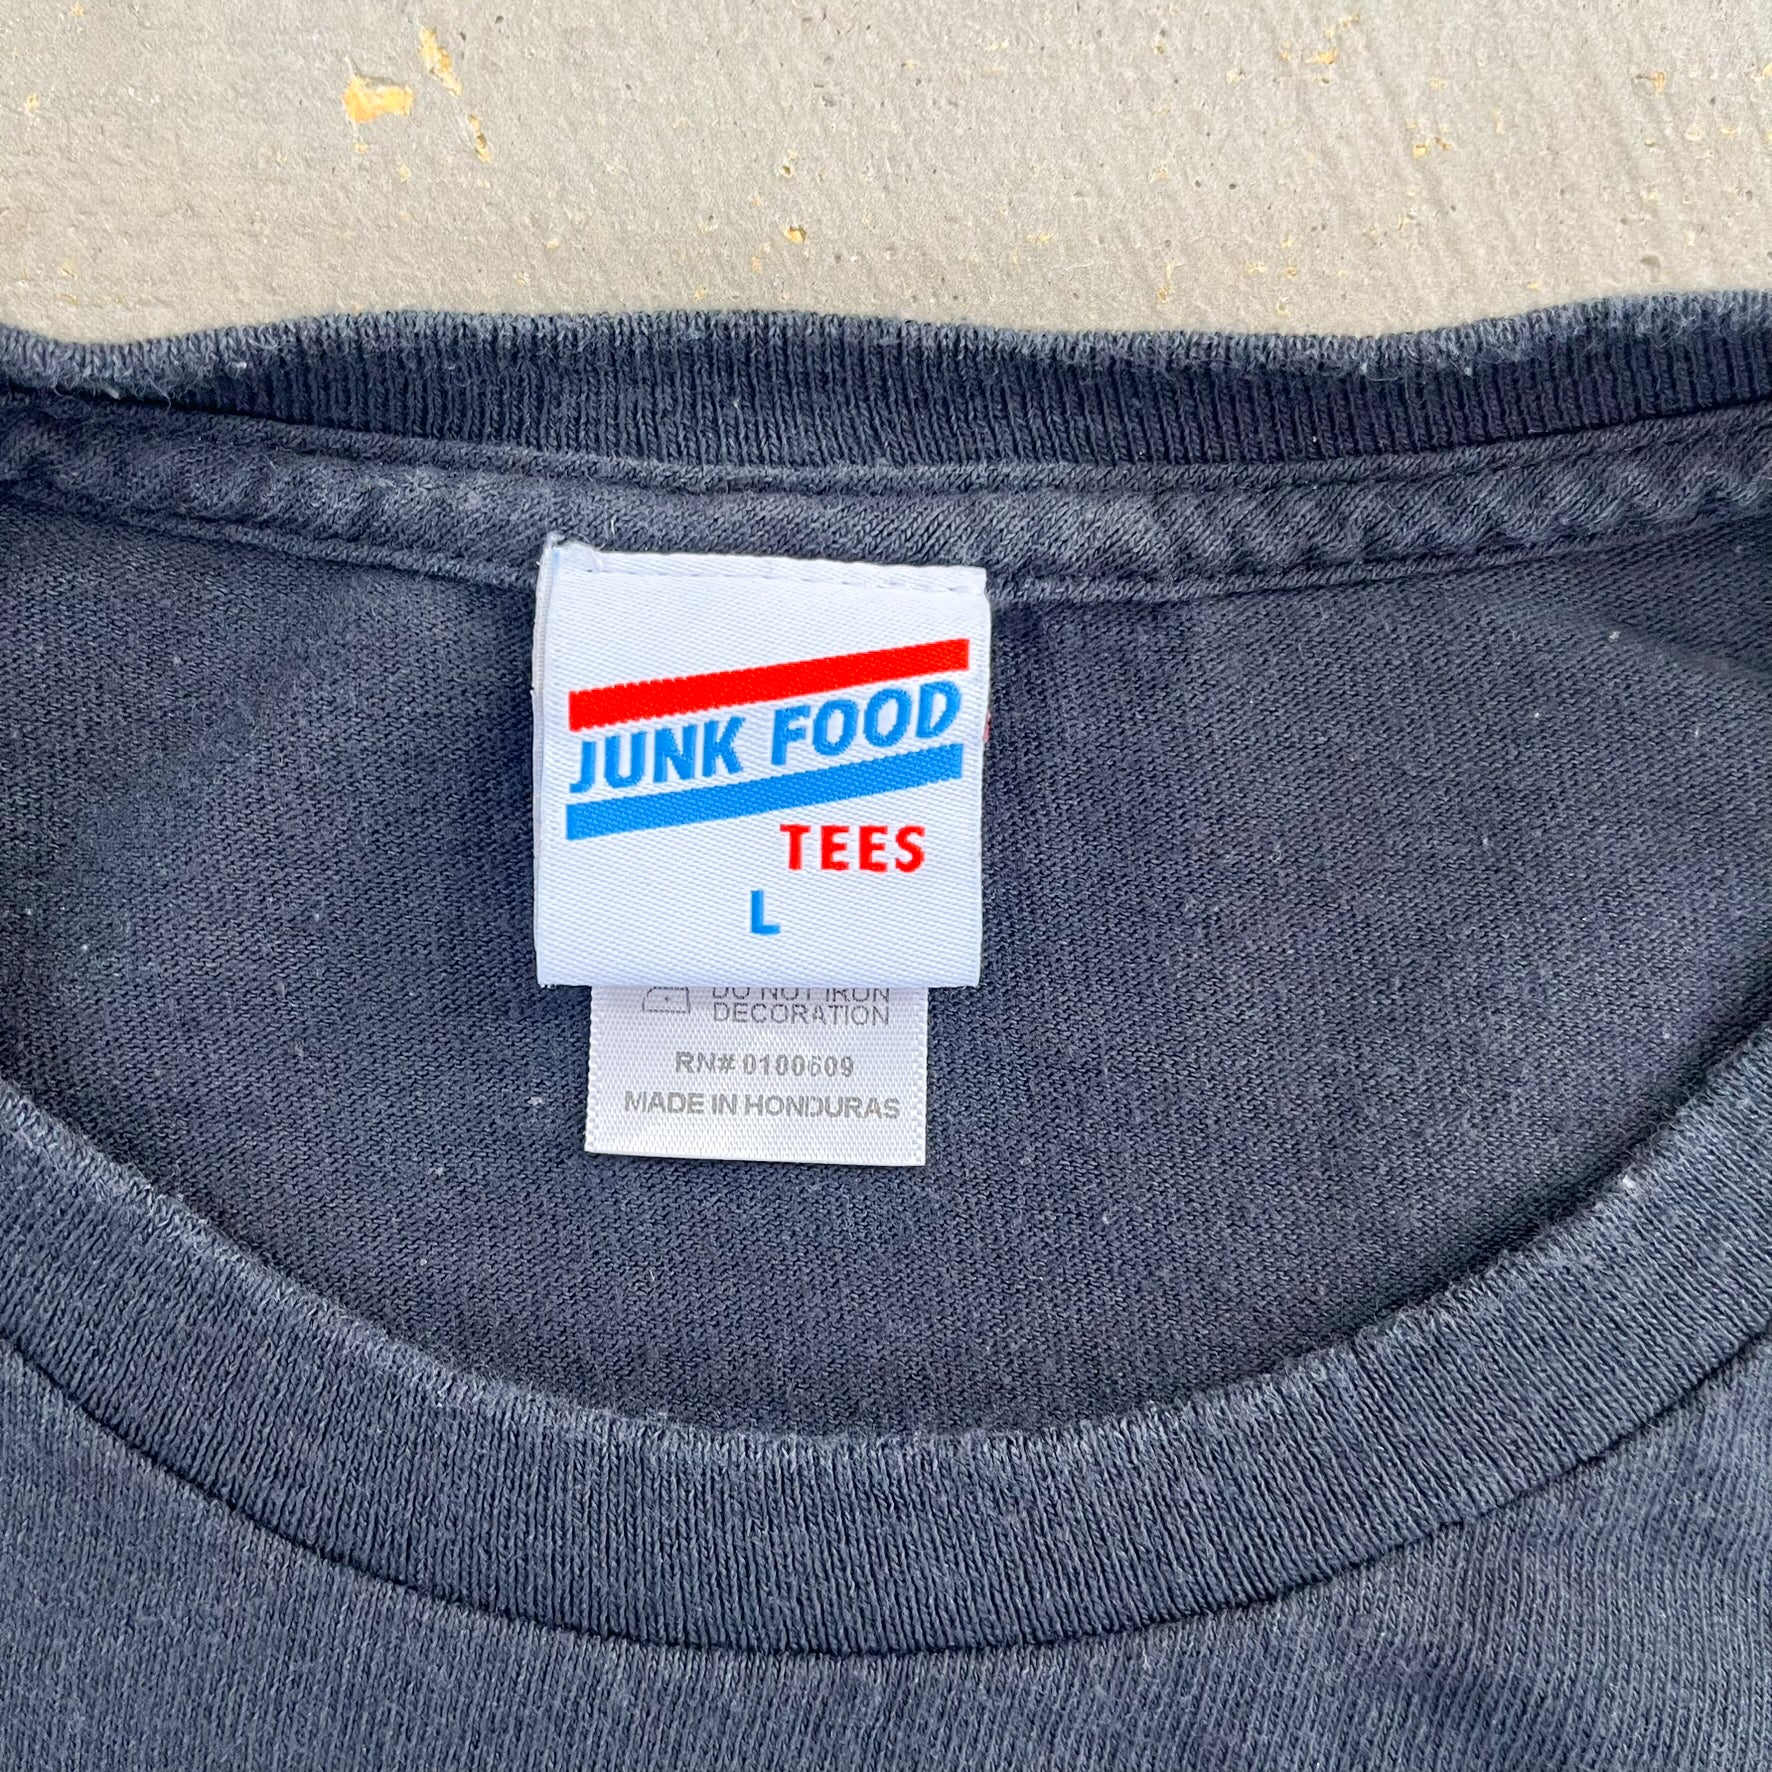 JUNK FOOD
TEES
L
DO NOT IRON
DECORATION
RN# 0100609
MADE IN HONDURAS